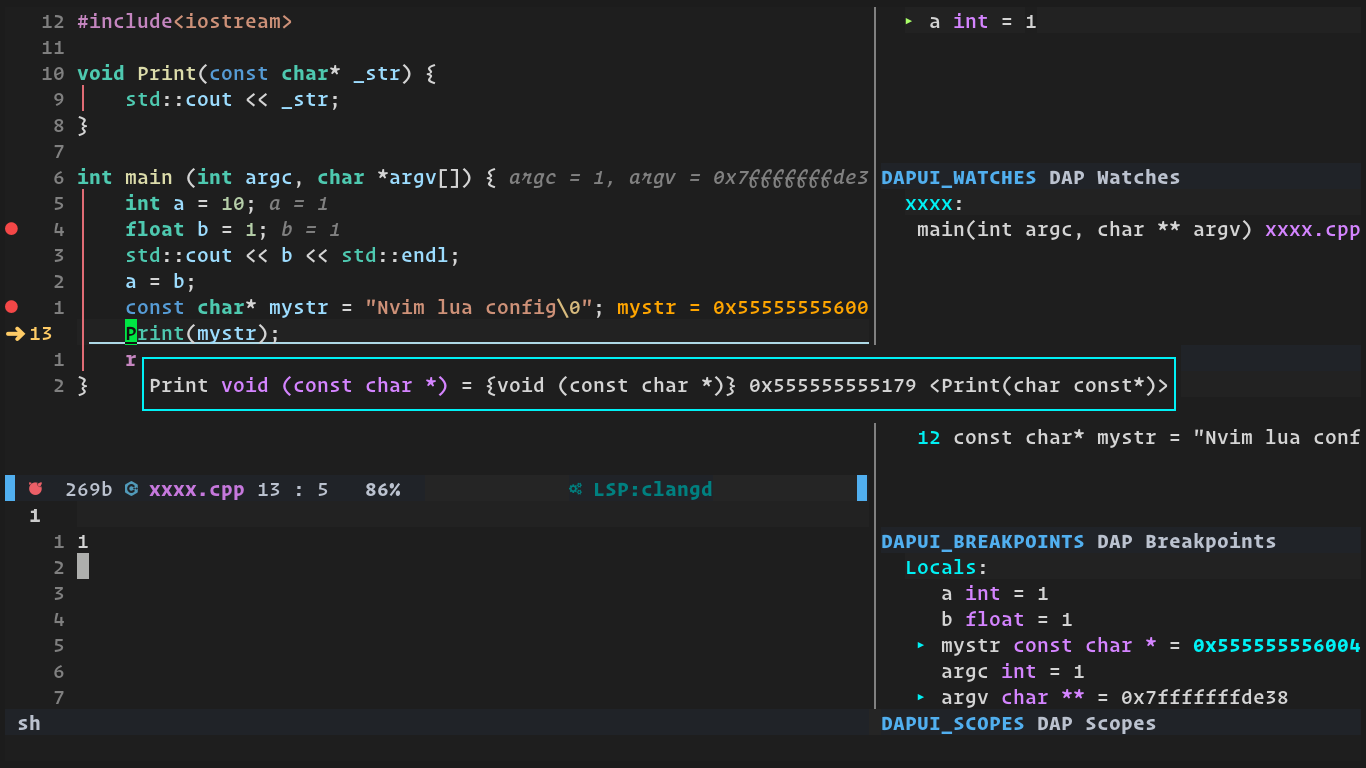 12 #include<iostream>
11
10 void Print(const char* _str) {
9 std::cout << _str;
8 }
7
6 int main (int argc, char *argv[]) { argc = 1, argv = 0x7fffffffde3
5 int a = 10; a = 1
4 float b = 1; b = 1
3 std::cout << b << std::endl;
2 a = b;
1 const char* mystr = "Nvim lua config\0"; mystr = 0x55555555600
13 Print(mystr);
1 r
Print void (const char *) = {void (const char *)} 0x555555555179 <Print(char const*)>
2 }
269b xxxx.cpp 13 : 5 86% LSP:clangd
1
1 1
2
3
4
5
6
7
sh
a int = 1
DAPUI_WATCHES DAP Watches
xxxx:
main(int argc, char ** argv) xxxx.cpp
12 const char* mystr = "Nvim lua conf
DAPUI_BREAKPOINTS DAP Breakpoints
Locals:
a int = 1
b float = 1
mystr const char * = 0x555555556004
argc int = 1
argv char ** = 0x7fffffffde38
DAPUI_SCOPES DAP Scopes